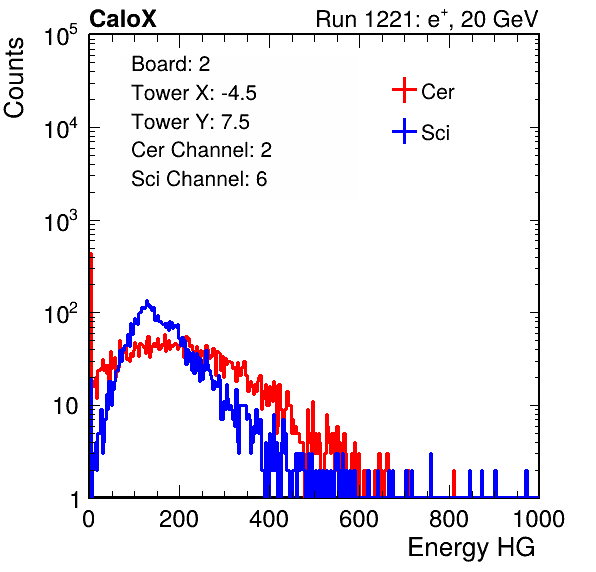 CaloX Run 1221: e⁺, 20 GeV
Counts
Board: 2
Tower X: -4.5
Tower Y: 7.5
Cer Channel: 2
Sci Channel: 6
Cer
Sci
10⁵
10⁴
10³
10²
10
1
0 200 400 600 800 1000
Energy HG